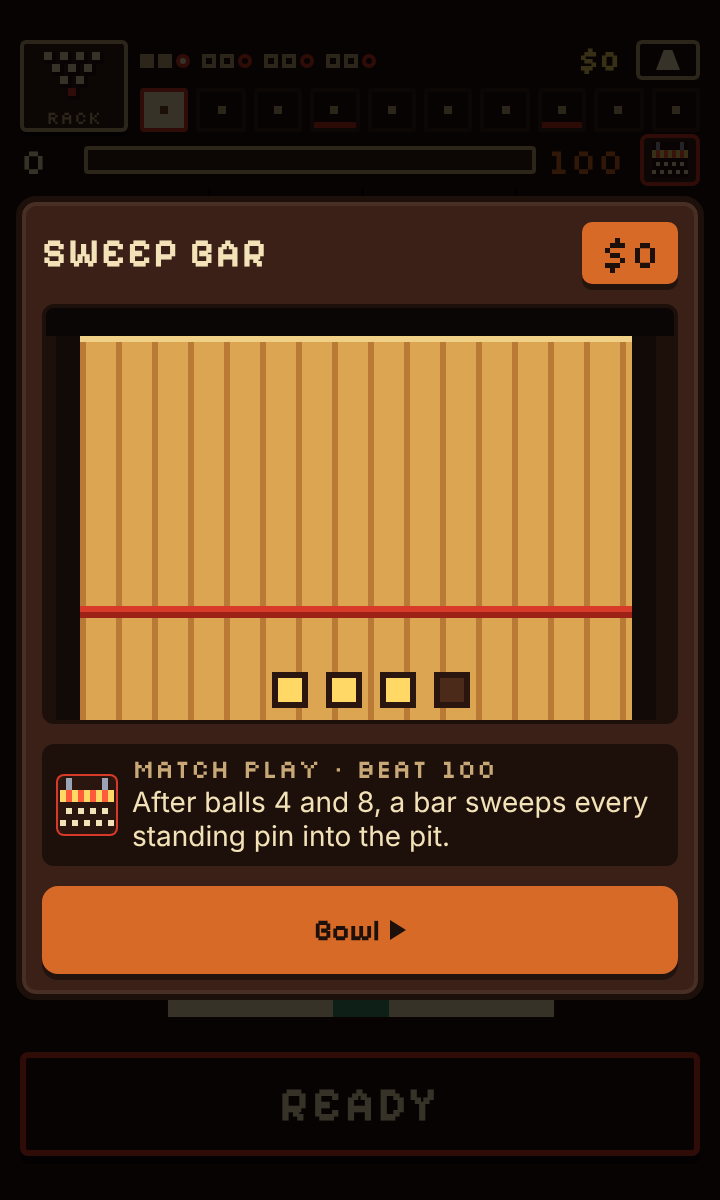 $0
RACK
0
100
SWEEP BAR
$0
MATCH PLAY · BEAT 100
After balls 4 and 8, a bar sweeps every
standing pin into the pit.
Bowl ▶
READY